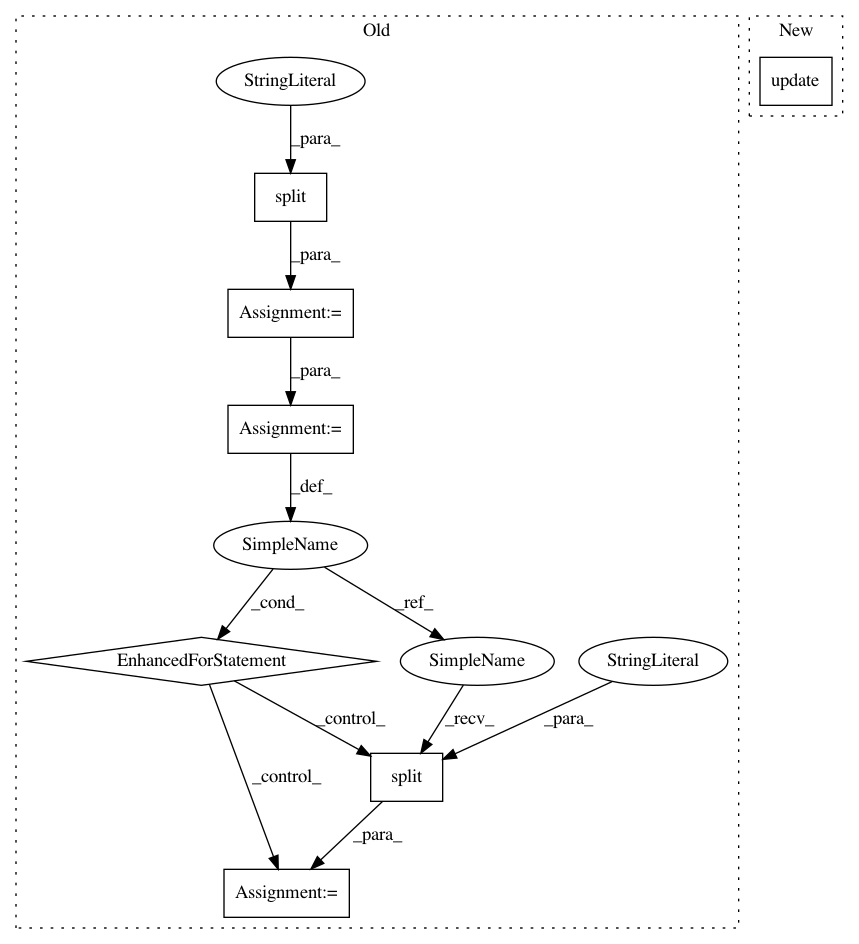 Old
New
StringLiteral
update
_para_
split
_para_
Assignment:=
_para_
Assignment:=
_def_
SimpleName
_cond_
_ref_
EnhancedForStatement
SimpleName
StringLiteral
_control_
_recv_
_para_
_control_
split
_para_
Assignment:=